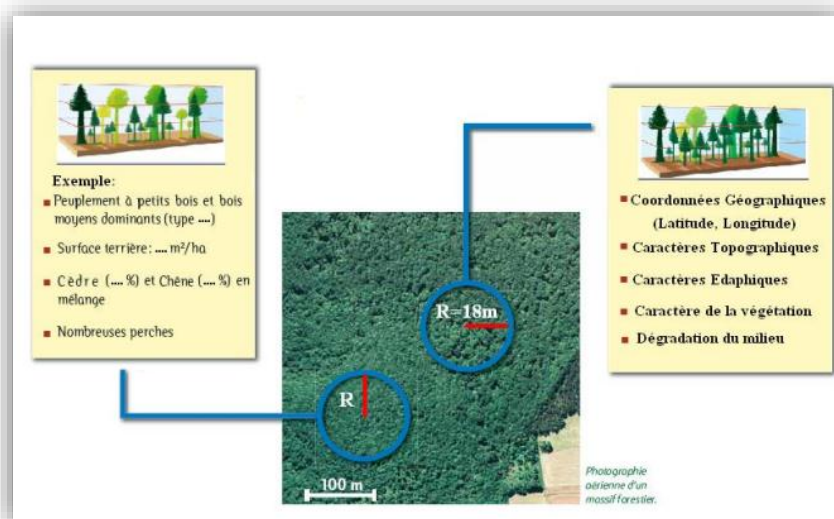 Exemple:
▪ Peuplement à petits bois et bois
moyens dominants (type ....)
▪ Surface terrière: .... m²/ha
▪ Cèdre (.... %) et Chêne (.... %) en
mélange
▪ Nombreuses perches
▪ Coordonnées Géographiques
(Latitude, Longitude)
▪ Caractères Topographiques
▪ Caractères Edaphiques
▪ Caractère de la végétation
▪ Dégradation du milieu
R=18m
R
100 m
Photographie
aérienne d'un
massif forestier.